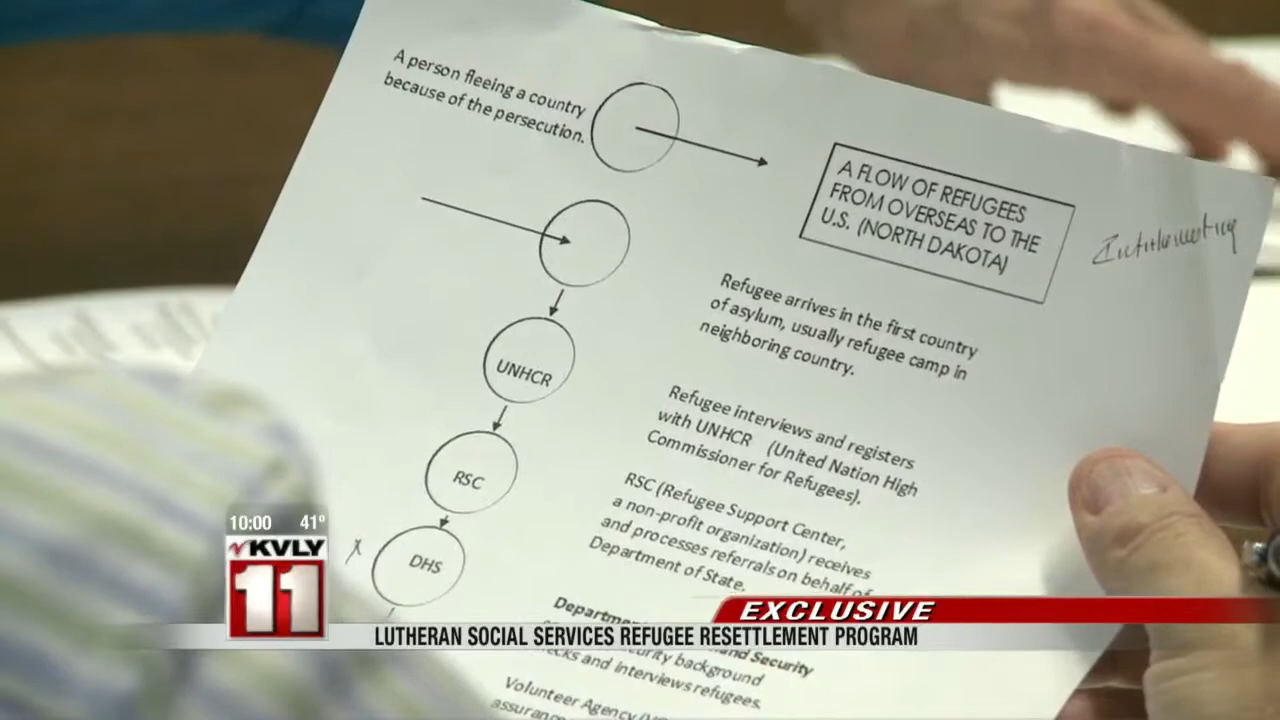 A person fleeing a country
because of the persecution.
A FLOW OF REFUGEES
FROM OVERSEAS TO THE
U.S. (NORTH DAKOTA)
Refugee arrives in the first country
of asylum, usually refugee camp in
neighboring country.
UNHCR
Refugee interviews and registers
with UNHCR (United Nation High
Commissioner for Refugees).
RSC
RSC (Refugee Support Center,
a non-profit organization) receives
and processes referrals on behalf of
Department of State.
DHS
and Security
background
and interviews refugees.
Volunteer Agency
10:00 41°
KVLY
11
EXCLUSIVE
LUTHERAN SOCIAL SERVICES REFUGEE RESETTLEMENT PROGRAM